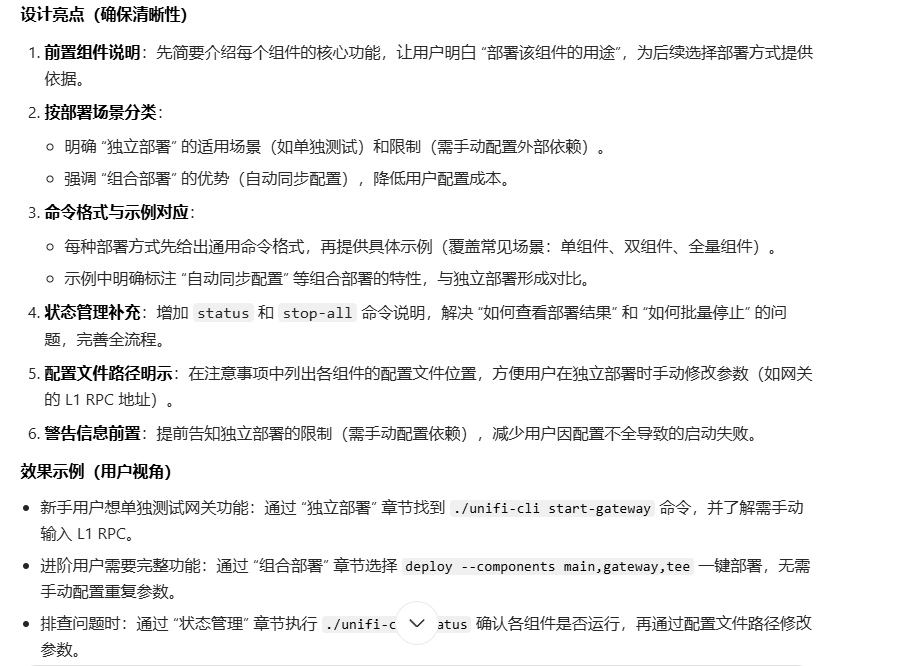 设计亮点（确保清晰性）
1. 前置组件说明：先简要介绍每个组件的核心功能，让用户明白 “部署该组件的用途”，为后续选择部署方式提供
依据。
2. 按部署场景分类：
明确 “独立部署” 的适用场景（如单独测试）和限制（需手动配置外部依赖）。
强调 “组合部署” 的优势（自动同步配置），降低用户配置成本。
3. 命令格式与示例对应：
每种部署方式先给出通用命令格式，再提供具体示例（覆盖常见场景：单组件、双组件、全量组件）。
示例中明确标注 “自动同步配置” 等组合部署的特性，与独立部署形成对比。
4. 状态管理补充：增加 status 和 stop-all 命令说明，解决 “如何查看部署结果” 和 “如何批量停止” 的问
题，完善全流程。
5. 配置文件路径明示：在注意事项中列出各组件的配置文件位置，方便用户在独立部署时手动修改参数（如网关
的 L1 RPC 地址）。
6. 警告信息前置：提前告知独立部署的限制（需手动配置依赖），减少用户因配置不全导致的启动失败。
效果示例（用户视角）
新手用户想单独测试网关功能：通过 “独立部署” 章节找到 ./unifi-cli start-gateway 命令，并了解需手动
输入 L1 RPC。
进阶用户需要完整功能：通过 “组合部署” 章节选择 deploy --components main,gateway,tee 一键部署，无需
手动配置重复参数。
排查问题时：通过 “状态管理” 章节执行 ./unifi-c atus 确认各组件是否运行，再通过配置文件路径修改
参数。